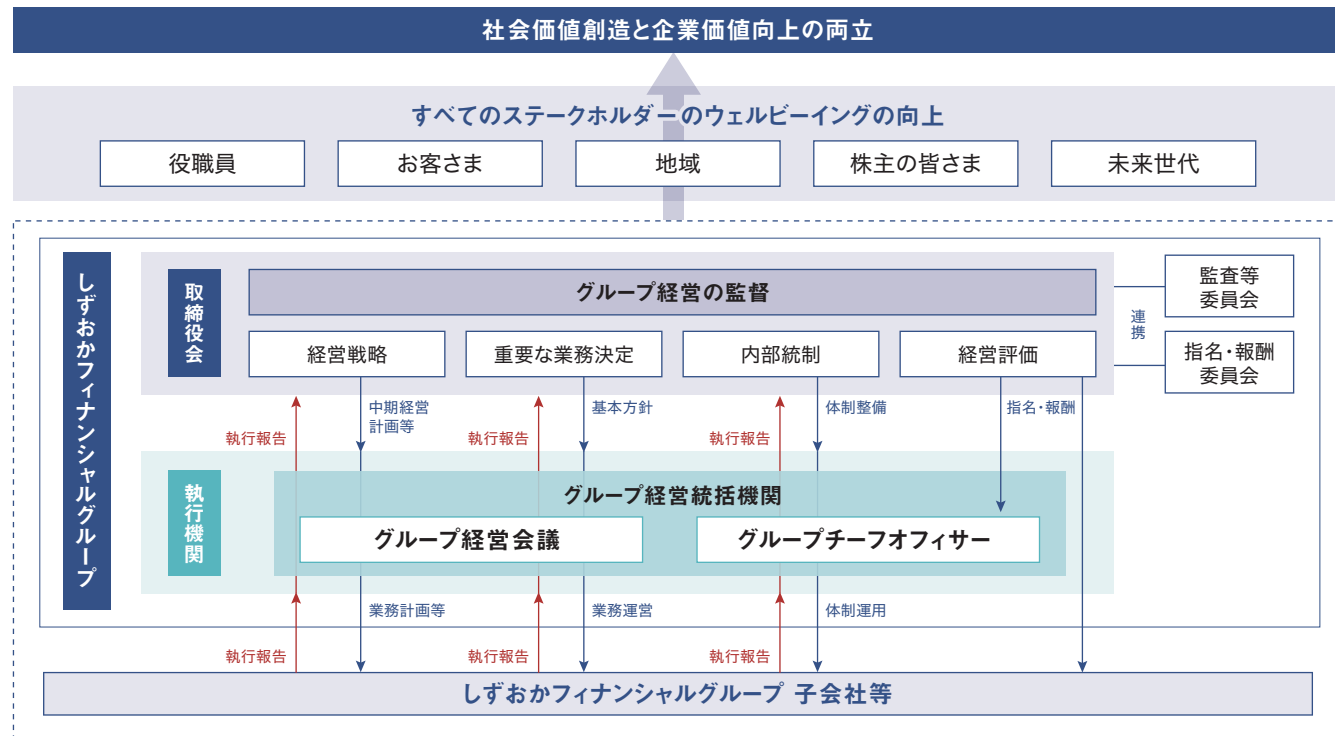 社会価値創造と企業価値向上の両立
すべてのステークホルダーのウェルビーイングの向上
役職員
お客さま
地域
株主の皆さま
未来世代
しずおかフィナンシャルグループ
取締役会
グループ経営の監督
経営戦略
重要な業務決定
内部統制
経営評価
連携
監査等
委員会
指名・報酬
委員会
執行報告
中期経営
計画等
執行報告
基本方針
執行報告
体制整備
指名・報酬
執行機関
グループ経営統括機関
グループ経営会議
グループチーフオフィサー
業務計画等
業務運営
体制運用
執行報告
執行報告
執行報告
しずおかフィナンシャルグループ 子会社等